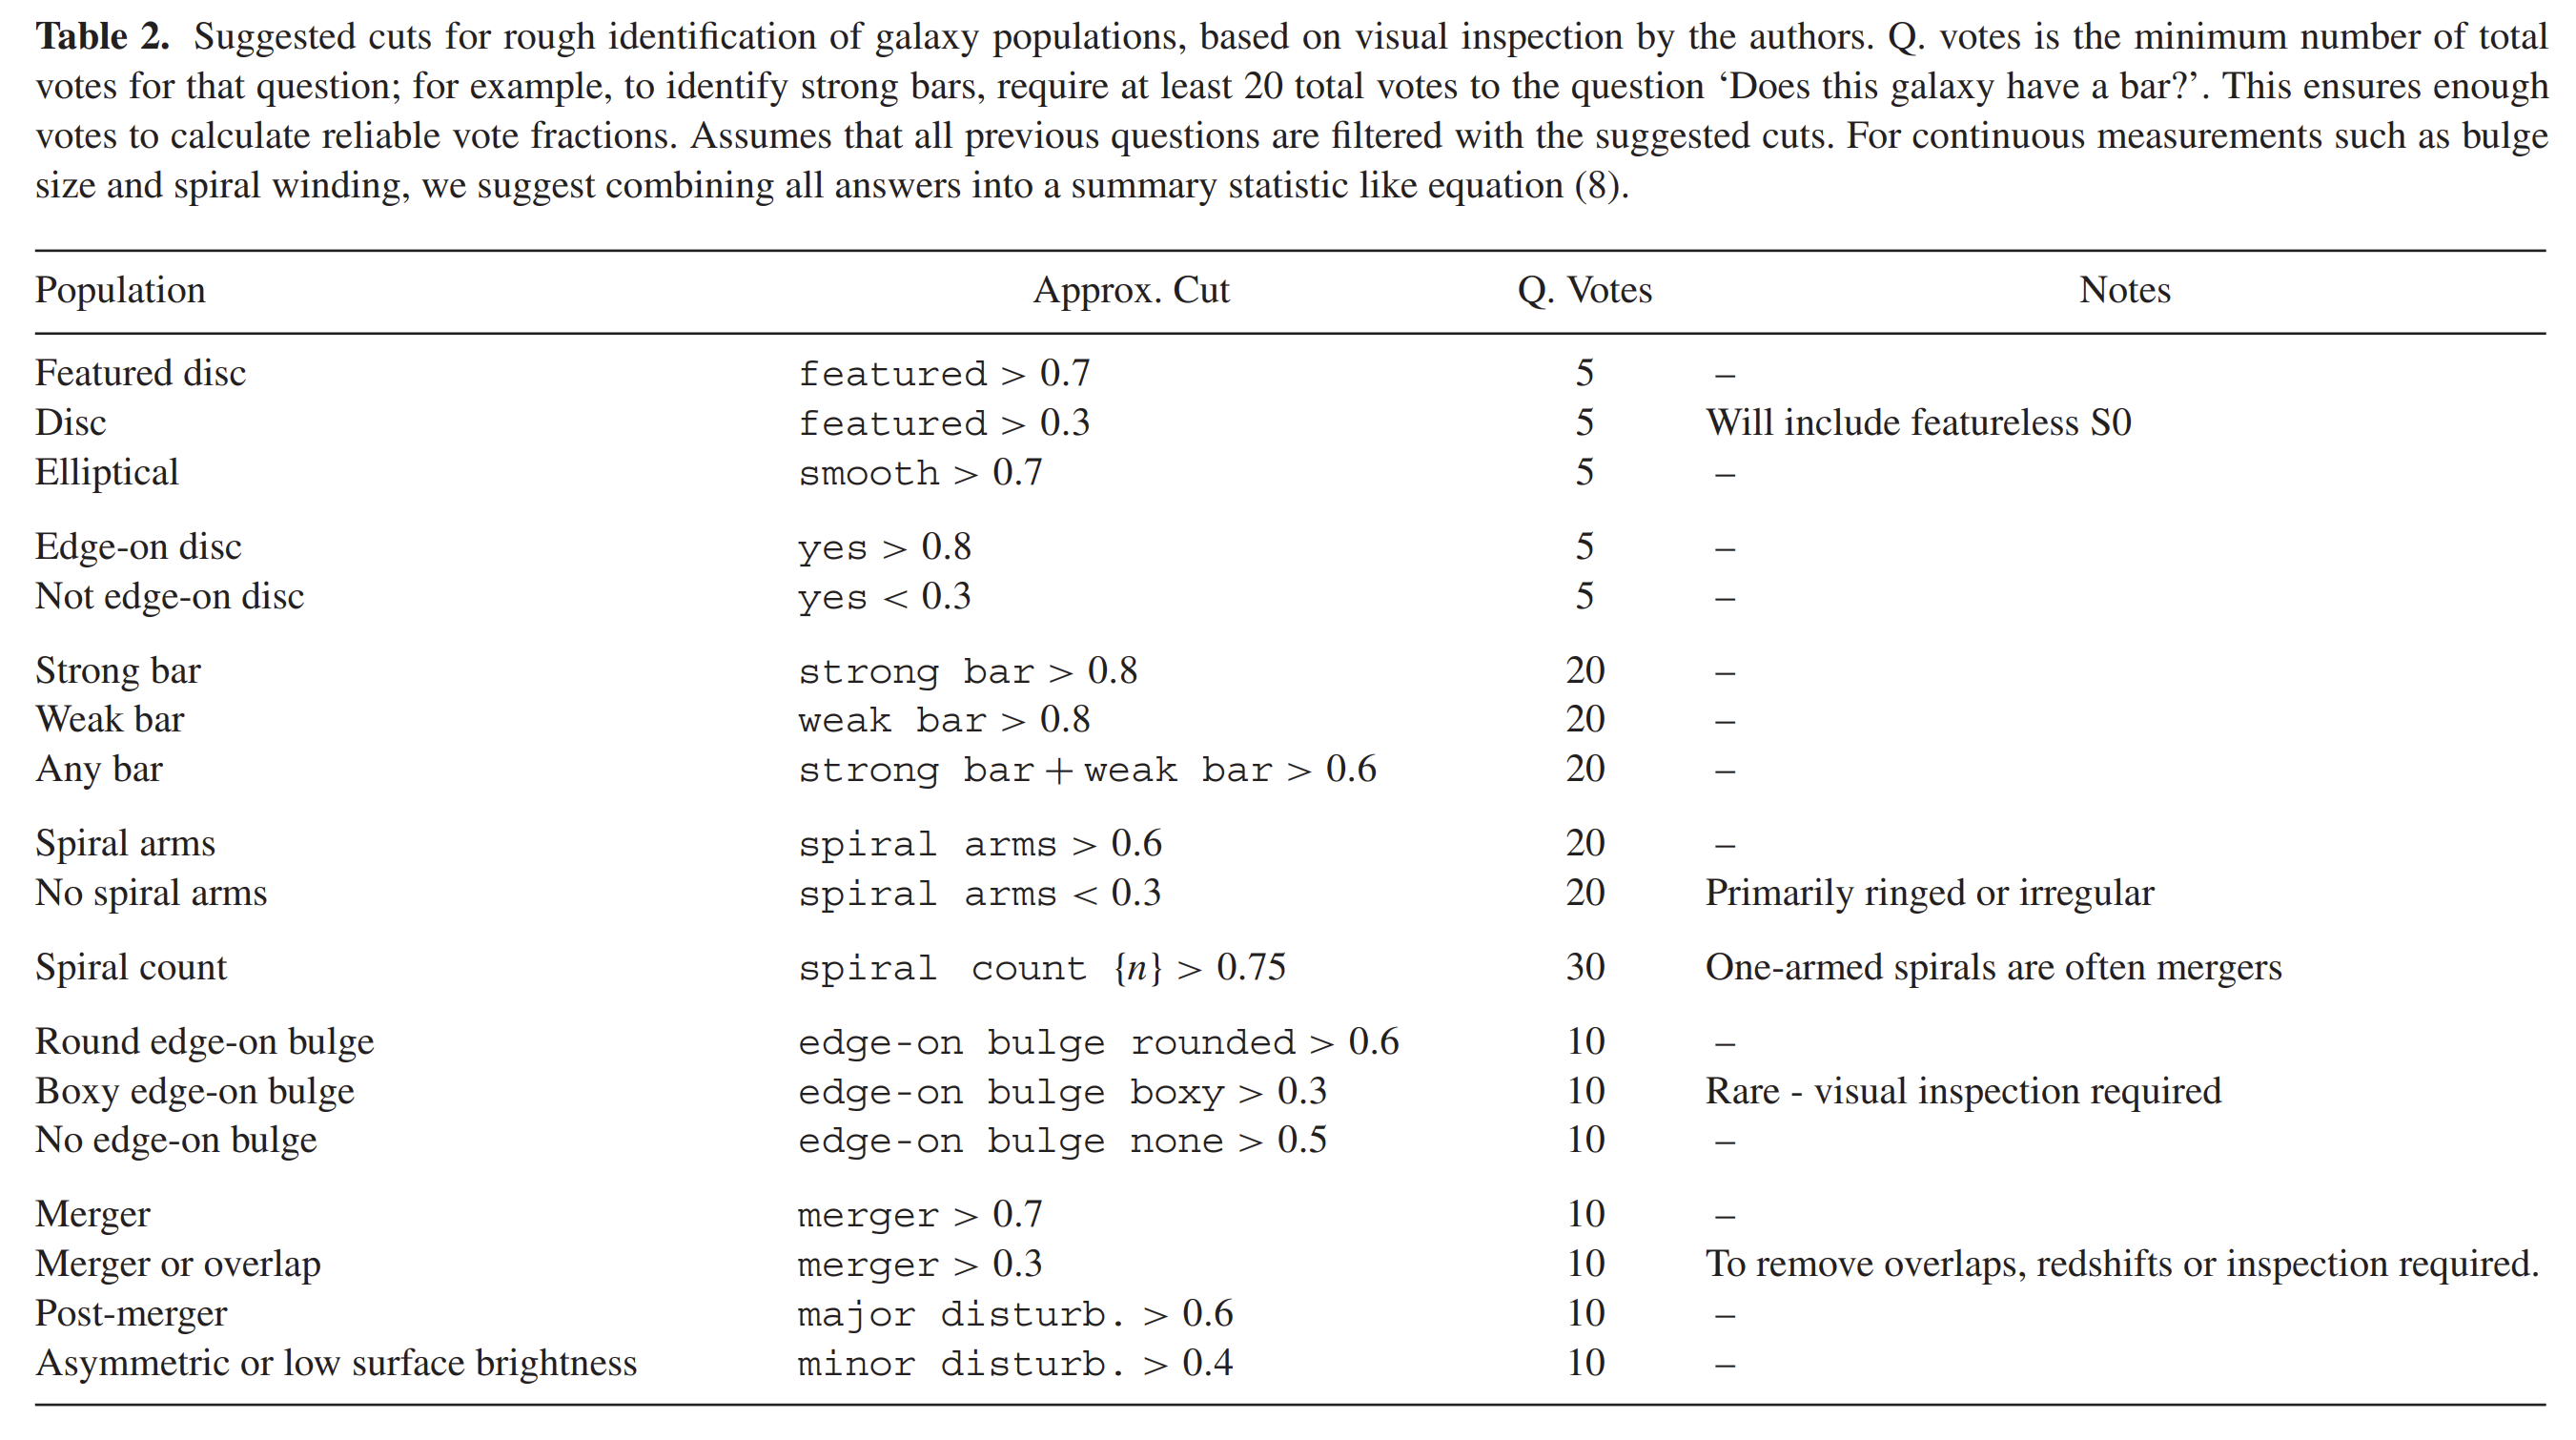 Table 2. Suggested cuts for rough identification of galaxy populations, based on visual inspection by the authors. Q. votes is the minimum number of total
votes for that question; for example, to identify strong bars, require at least 20 total votes to the question ‘Does this galaxy have a bar?’. This ensures enough
votes to calculate reliable vote fractions. Assumes that all previous questions are filtered with the suggested cuts. For continuous measurements such as bulge
size and spiral winding, we suggest combining all answers into a summary statistic like equation (8).
Population Approx. Cut Q. Votes Notes
Featured disc featured > 0.7 5 –
Disc featured > 0.3 5 Will include featureless S0
Elliptical smooth > 0.7 5 –
Edge-on disc yes > 0.8 5 –
Not edge-on disc yes < 0.3 5 –
Strong bar strong bar > 0.8 20 –
Weak bar weak bar > 0.8 20 –
Any bar strong bar + weak bar > 0.6 20 –
Spiral arms spiral arms > 0.6 20 –
No spiral arms spiral arms < 0.3 20 Primarily ringed or irregular
Spiral count spiral count {n} > 0.75 30 One-armed spirals are often mergers
Round edge-on bulge edge-on bulge rounded > 0.6 10 –
Boxy edge-on bulge edge-on bulge boxy > 0.3 10 Rare - visual inspection required
No edge-on bulge edge-on bulge none > 0.5 10 –
Merger merger > 0.7 10 –
Merger or overlap merger > 0.3 10 To remove overlaps, redshifts or inspection required.
Post-merger major disturb. > 0.6 10 –
Asymmetric or low surface brightness minor disturb. > 0.4 10 –